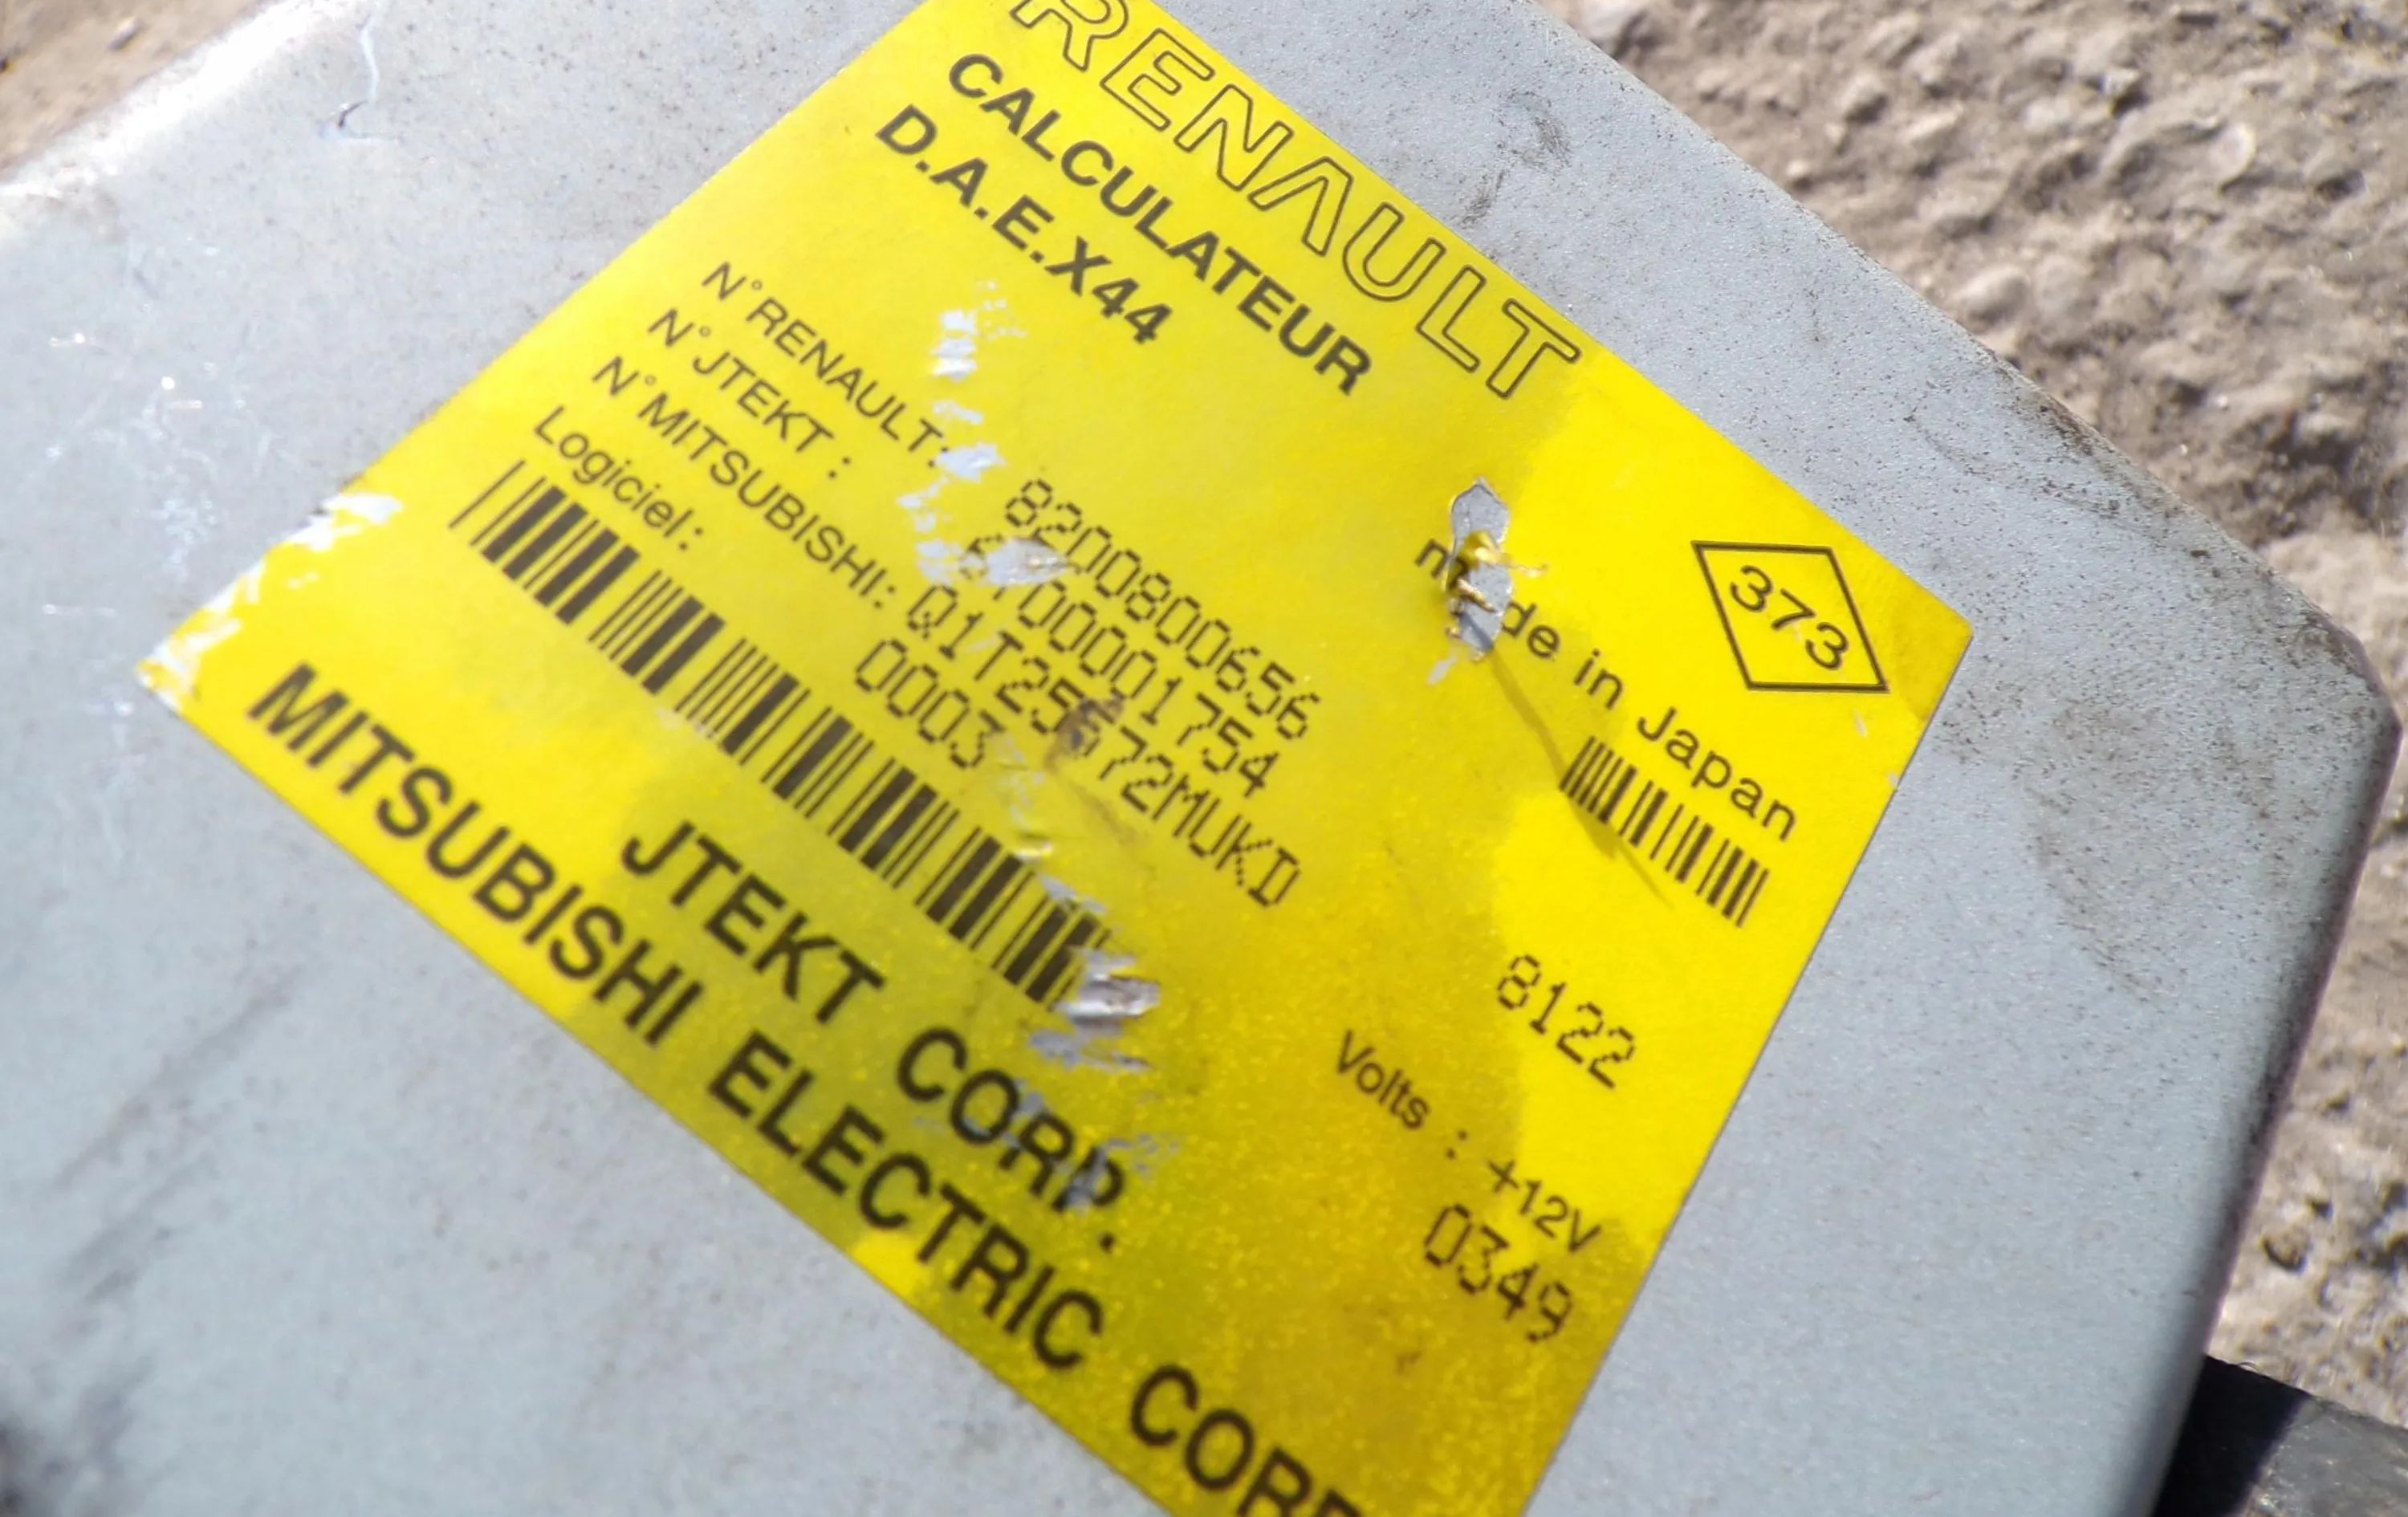 RENAULT
CALCULATEUR
D.A.E.X44
373
made in Japan
N°RENAULT: 8200800656
N°JTEKT :
N°MITSUBISHI:
Logiciel: 0003
8122
Volts : +12V
0349
JTEKT CORP.
MITSUBISHI ELECTRIC